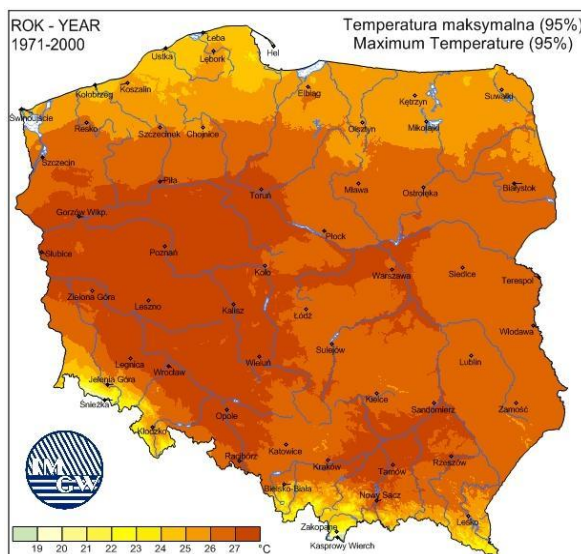 ROK - YEAR
1971-2000
Temperatura maksymalna (95%)
Maximum Temperature (95%)
Łeba
Hel
Ustka
Lębork
Koszalin
Kołobrzeg
Elbląg
Kętrzyn
Suwałki
Świnoujście
Resko
Szczecinek
Chojnice
Olsztyn
Mikołajki
Szczecin
Piła
Toruń
Mława
Ostrołęka
Białystok
Gorzów Wlkp.
Płock
Słubice
Poznań
Koło
Warszawa
Siedlce
Terespol
Zielona Góra
Leszno
Kalisz
Łódź
Włodawa
Sulejów
Legnica
Wrocław
Wieluń
Lublin
Jelenia Góra
Śnieżka
Opole
Kielce
Sandomierz
Zamość
Kłodzko
Racibórz
Katowice
Kraków
Tarnów
Rzeszów
Bielsko-Biała
Nowy Sącz
Lesko
Zakopane
Kasprowy Wierch
IM
GW
19 20 21 22 23 24 25 26 27 °C